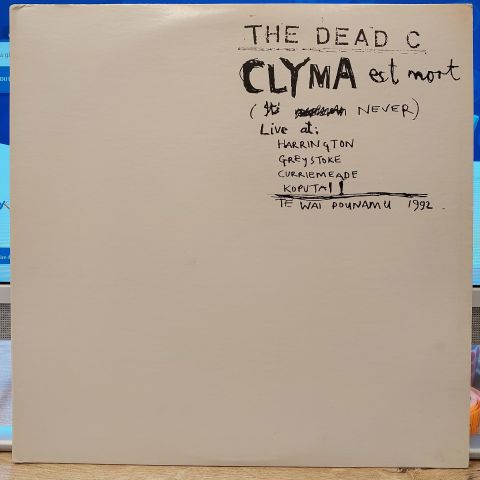 THE DEAD C
CLYMA est mort
( NEVER)
Live at:
HARRINGTON
GREYSTOKE
CURRIEMEADE
KOPUTAI!
TE WAI POUNAMU 1992.